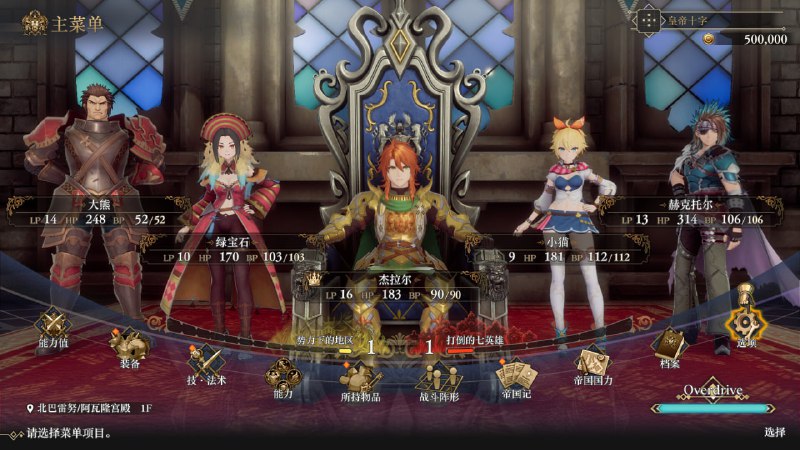 主菜单
皇帝十字
500,000
大熊
LP 14/ HP 248 BP 52/52
绿宝石
LP 10 HP 170 BP 103/103
杰拉尔
LP 16 HP 183 BP 90/90
小猫
9 HP 181 BP 112/112
赫克托尔
LP 13 HP 314 BP 106/106
势力下的地区 1
1 打倒的七英雄
能力值
装备
技·法术
能力
所持物品
战斗阵形
帝国记
帝国国力
档案
选项
Overdrive
北巴雷努/阿瓦隆宫殿 1F
请选择菜单项目。
选择